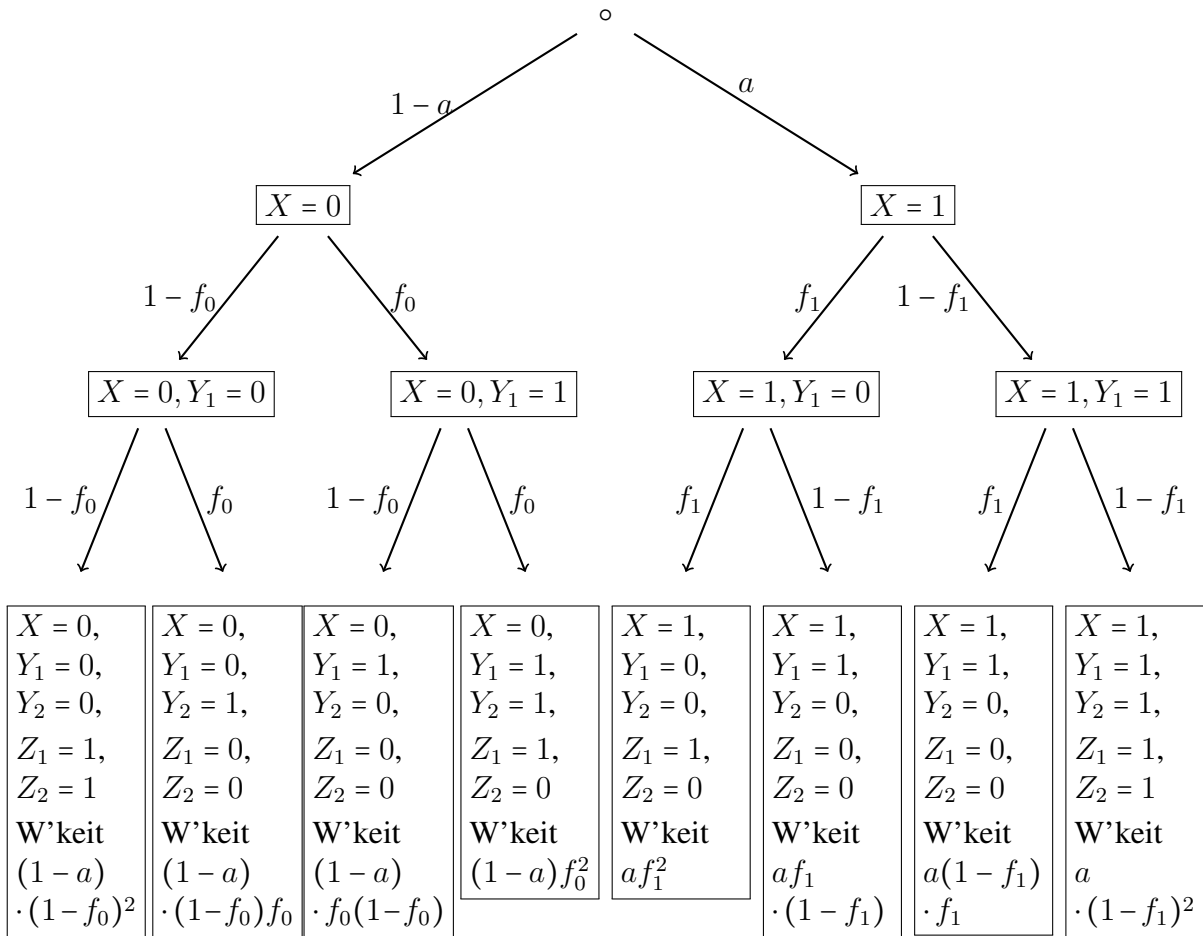 1 − a
a
X = 0
X = 1
1 − f₀
f₀
f₁
1 − f₁
X = 0, Y₁ = 0
X = 0, Y₁ = 1
X = 1, Y₁ = 0
X = 1, Y₁ = 1
1 − f₀
f₀
1 − f₀
f₀
f₁
1 − f₁
f₁
1 − f₁
X = 0,
Y₁ = 0,
Y₂ = 0,
Z₁ = 1,
Z₂ = 1
W'keit
(1 − a)
· (1−f₀)²
X = 0,
Y₁ = 0,
Y₂ = 1,
Z₁ = 0,
Z₂ = 0
W'keit
(1 − a)
· (1−f₀)f₀
X = 0,
Y₁ = 1,
Y₂ = 0,
Z₁ = 0,
Z₂ = 0
W'keit
(1 − a)
· f₀(1−f₀)
X = 0,
Y₁ = 1,
Y₂ = 1,
Z₁ = 1,
Z₂ = 0
W'keit
(1 − a)f₀²
X = 1,
Y₁ = 0,
Y₂ = 0,
Z₁ = 1,
Z₂ = 0
W'keit
af₁²
X = 1,
Y₁ = 1,
Y₂ = 0,
Z₁ = 0,
Z₂ = 0
W'keit
af₁
· (1 − f₁)
X = 1,
Y₁ = 1,
Y₂ = 0,
Z₁ = 0,
Z₂ = 0
W'keit
a(1 − f₁)
· f₁
X = 1,
Y₁ = 1,
Y₂ = 1,
Z₁ = 1,
Z₂ = 1
W'keit
a
· (1−f₁)²